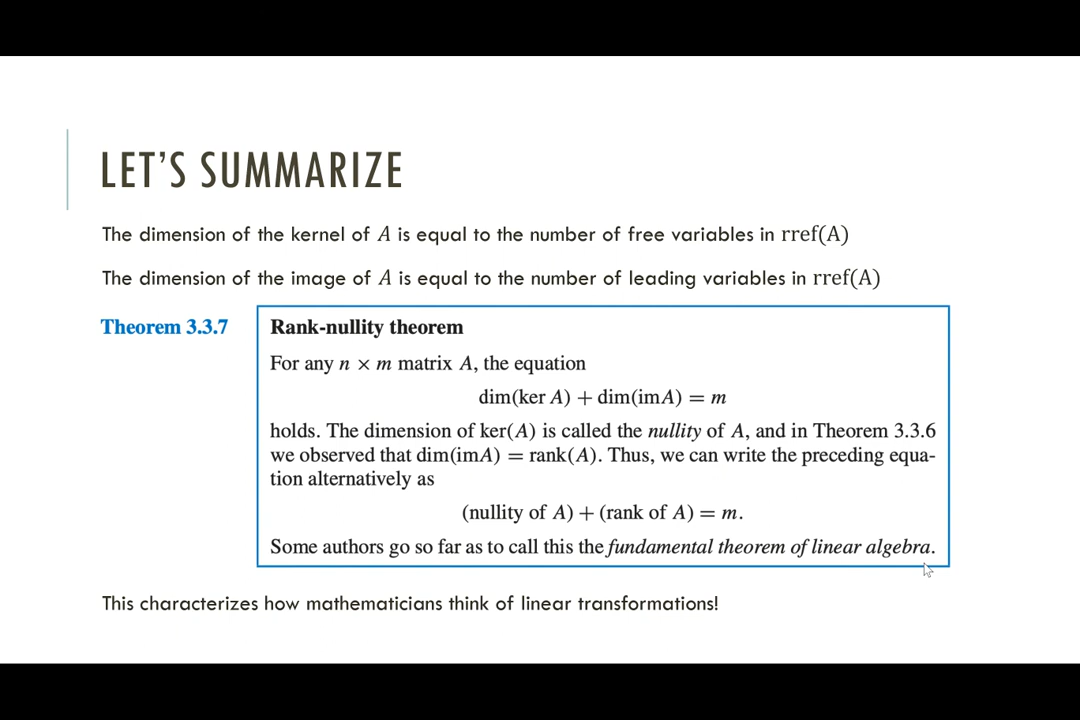 LET'S SUMMARIZE
The dimension of the kernel of A is equal to the number of free variables in rref(A)
The dimension of the image of A is equal to the number of leading variables in rref(A)
Theorem 3.3.7
Rank-nullity theorem
For any n × m matrix A, the equation
dim(ker A) + dim(imA) = m
holds. The dimension of ker(A) is called the nullity of A, and in Theorem 3.3.6
we observed that dim(imA) = rank(A). Thus, we can write the preceding equa-
tion alternatively as
(nullity of A) + (rank of A) = m.
Some authors go so far as to call this the fundamental theorem of linear algebra.
This characterizes how mathematicians think of linear transformations!